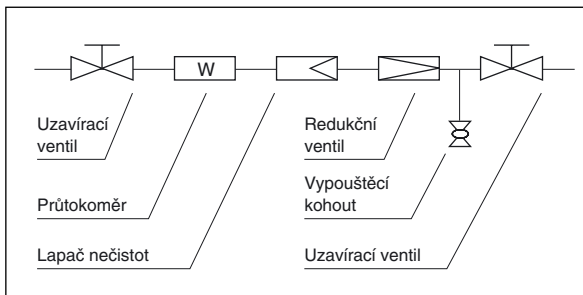 W
Uzavírací
ventil
Průtokoměr
Lapač nečistot
Redukční
ventil
Vypouštěcí
kohout
Uzavírací ventil